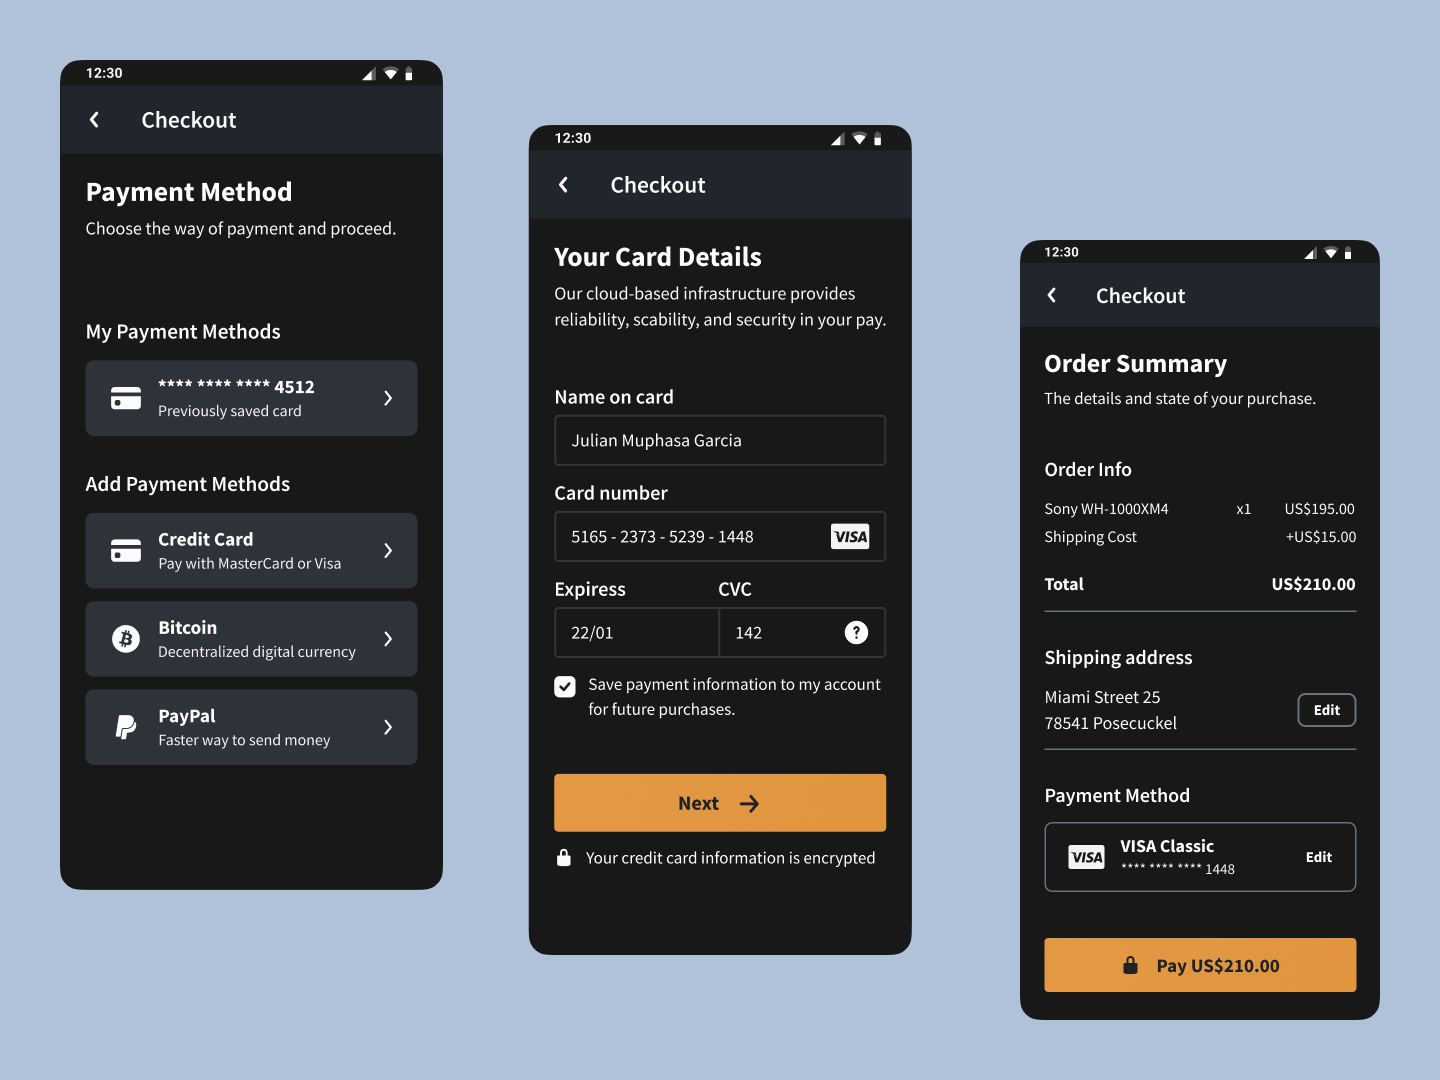 12:30
Checkout
Payment Method
Choose the way of payment and proceed.
My Payment Methods
**** **** **** 4512
Previously saved card
Add Payment Methods
Credit Card
Pay with MasterCard or Visa
Bitcoin
Decentralized digital currency
PayPal
Faster way to send money
12:30
Checkout
Your Card Details
Our cloud-based infrastructure provides
reliability, scability, and security in your pay.
Name on card
Julian Muphasa Garcia
Card number
5165 - 2373 - 5239 - 1448 VISA
Expiress CVC
22/01 142 ?
Save payment information to my account
for future purchases.
Next
Your credit card information is encrypted
12:30
Checkout
Order Summary
The details and state of your purchase.
Order Info
Sony WH-1000XM4 x1 US$195.00
Shipping Cost +US$15.00
Total US$210.00
Shipping address
Miami Street 25
78541 Posecuckel
Edit
Payment Method
VISA VISA Classic
**** **** **** 1448
Edit
Pay US$210.00